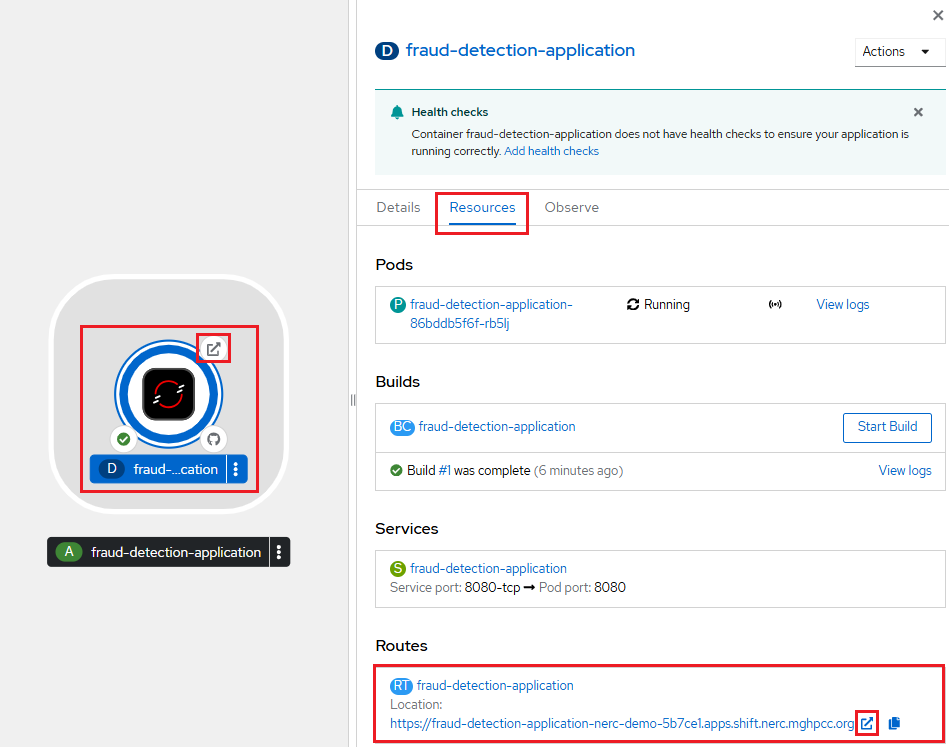 D fraud-detection-application
Actions
Health checks
Container fraud-detection-application does not have health checks to ensure your application is
running correctly. Add health checks
Details Resources Observe
Pods
P fraud-detection-application-
86bddb5f6f-rb5lj
Running
View logs
Builds
BC fraud-detection-application
Start Build
Build #1 was complete (6 minutes ago)
View logs
Services
S fraud-detection-application
Service port: 8080-tcp → Pod port: 8080
Routes
RT fraud-detection-application
Location:
https://fraud-detection-application-nerc-demo-5b7ce1.apps.shift.nerc.mghpcc.org
D fraud-...cation
A fraud-detection-application